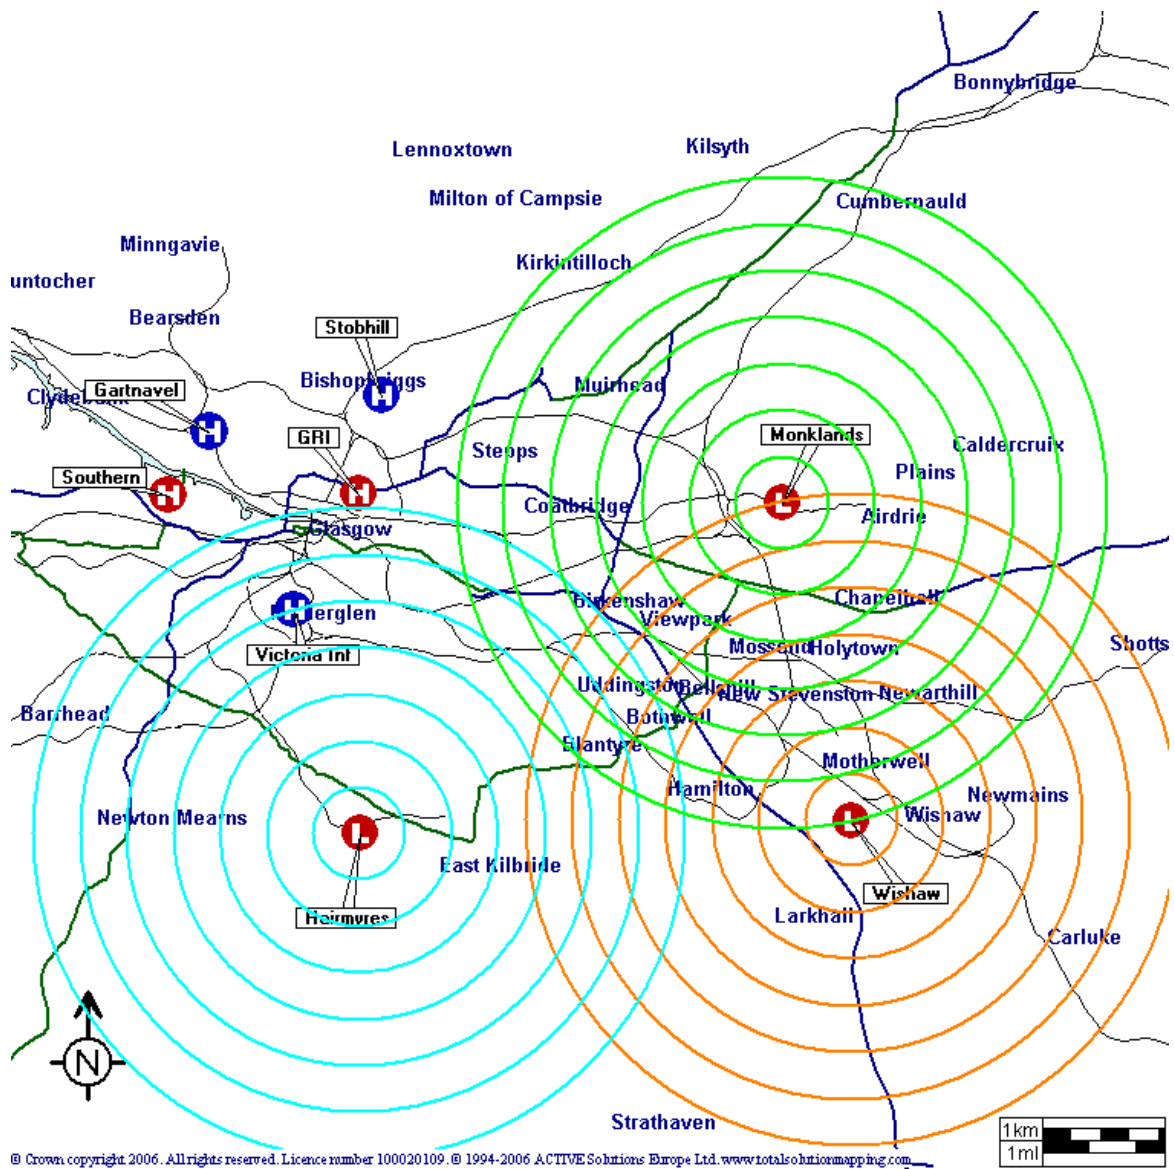 Bonnybridge
Lennoxtown
Kilsyth
Milton of Campsie
Cumbernauld
Minngavie
Kirkintilloch
untocher
Bearsden
Stobhill
Bishopbriggs
Muirhead
Gartnavel
Clydebank
H
H
GRI
Monklands
Stepps
Caldercruix
Plains
Southern
H
H
L
Coatbridge
Airdrie
Glasgow
Birkenshaw
Chapelhall
H
erglen
Viewpark
Victoria Inf
Mossend
Holytown
Shotts
Uddingston
Bellshill
New Stevenston
Newarthill
Barrhead
Bothwell
Blantyre
Motherwell
Hamilton
Newmains
Newton Mearns
Wishaw
L
L
East Kilbride
Wishaw
Hairmyres
Larkhall
Carluke
N
Strathaven
1km
1ml
© Crown copyright 2006. All rights reserved. Licence number 100020109. © 1994-2006 ACTIVE Solutions Europe Ltd. www.totalsolutionmapping.com